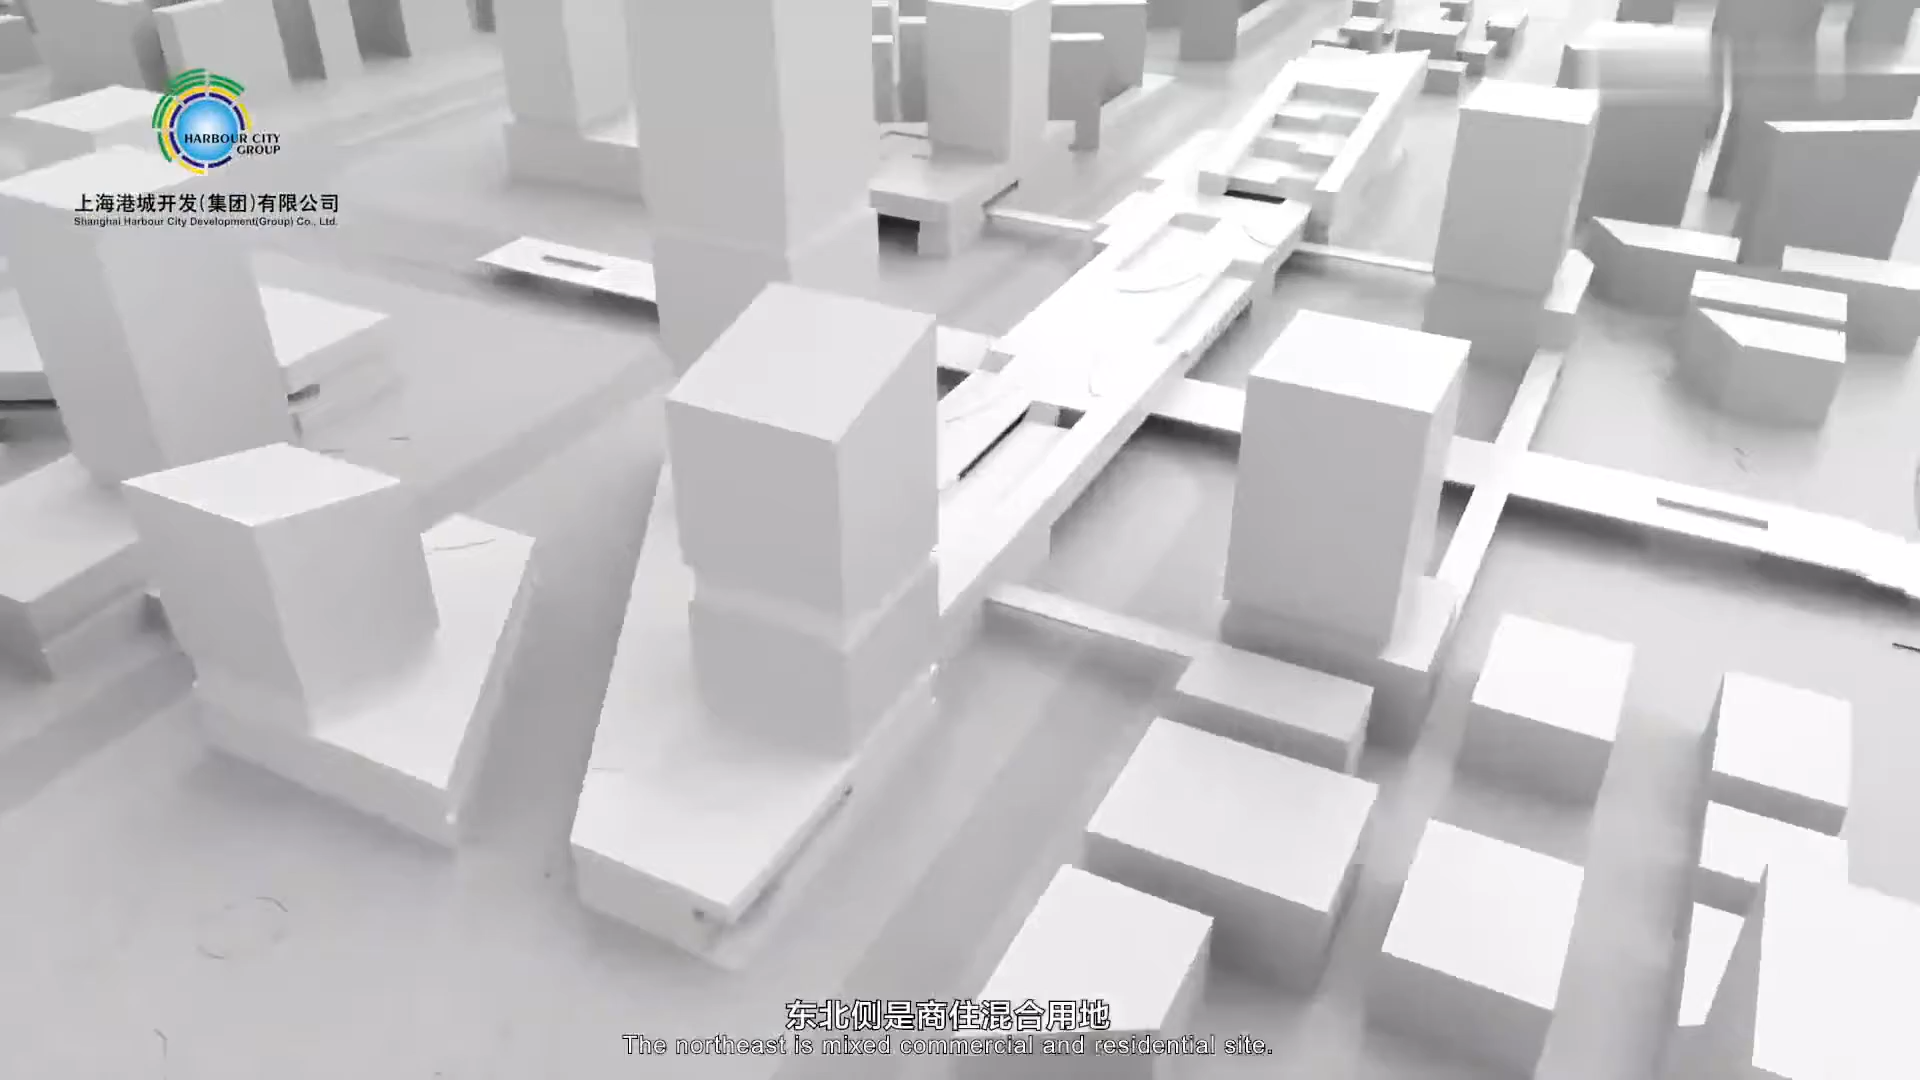 HARBOUR CITY
GROUP
上海港城开发(集团)有限公司
Shanghai Harbour City Development(Group) Co., Ltd.
东北侧是商住混合用地
The northeast is mixed commercial and residential site.